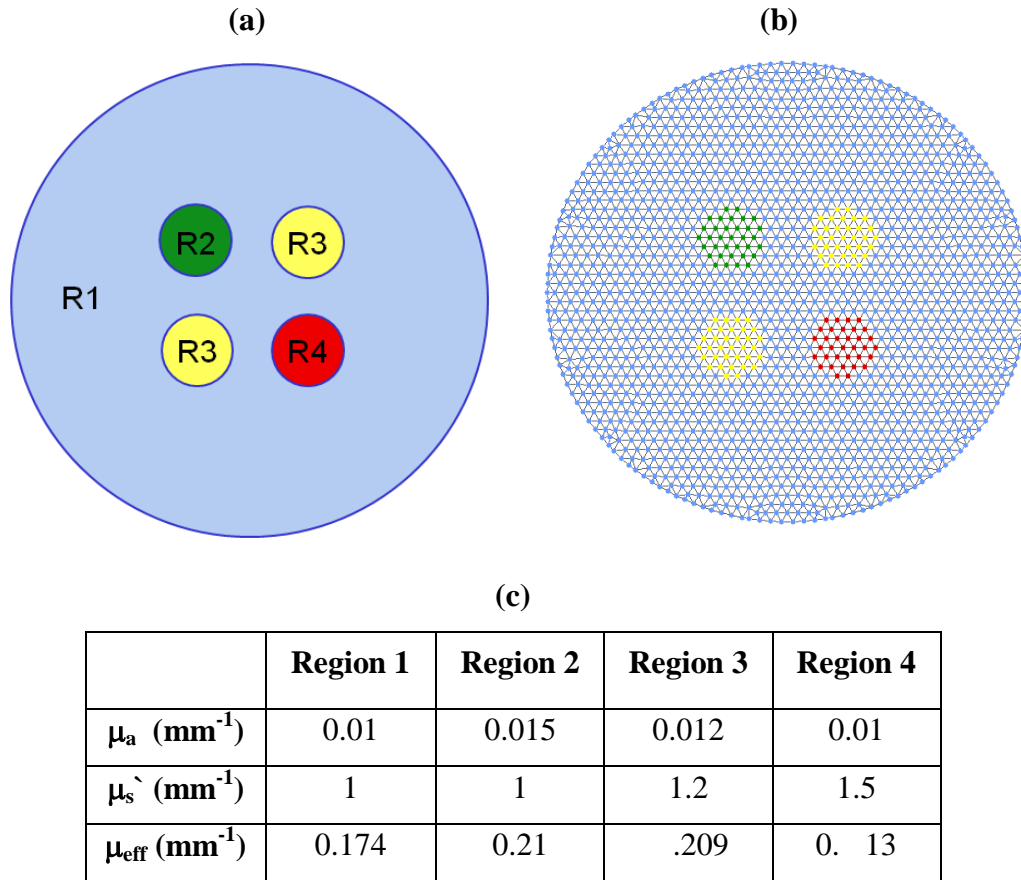 (a)
(b)
R2
R3
R1
R3
R4
(c)
Region 1 Region 2 Region 3 Region 4
μa (mm-1) 0.01 0.015 0.012 0.01
μs` (mm-1) 1 1 1.2 1.5
μeff (mm-1) 0.174 0.21 .209 0. 13